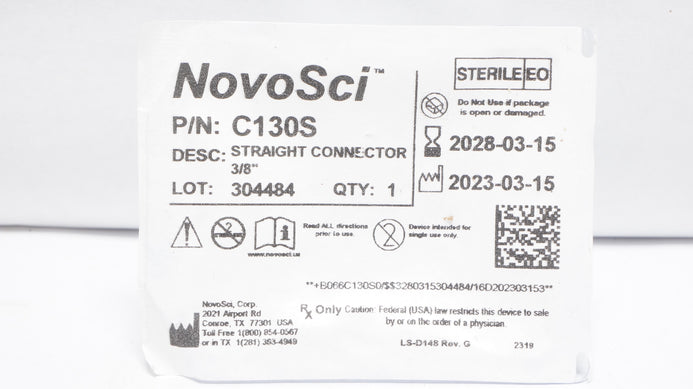 NovoSci™
P/N: C130S
DESC: STRAIGHT CONNECTOR
3/8"
LOT: 304484 QTY: 1
STERILE EO
Do Not Use if package
is open or damaged.
2028-03-15
2023-03-15
Read ALL directions
prior to use.
www.novosci.us
2
Device intended for
single use only.
**+B066C130S0/$$3280315304484/16D202303153**
NovoSci, Corp.
2021 Airport Rd
Conroe, TX 77301 USA
Toll Free 1(800) 854-0567
or in TX 1(281) 363-4949
Rx Only Caution: Federal (USA) law restricts this device to sale
by or on the order of a physician.
LS-D148 Rev. G 2319